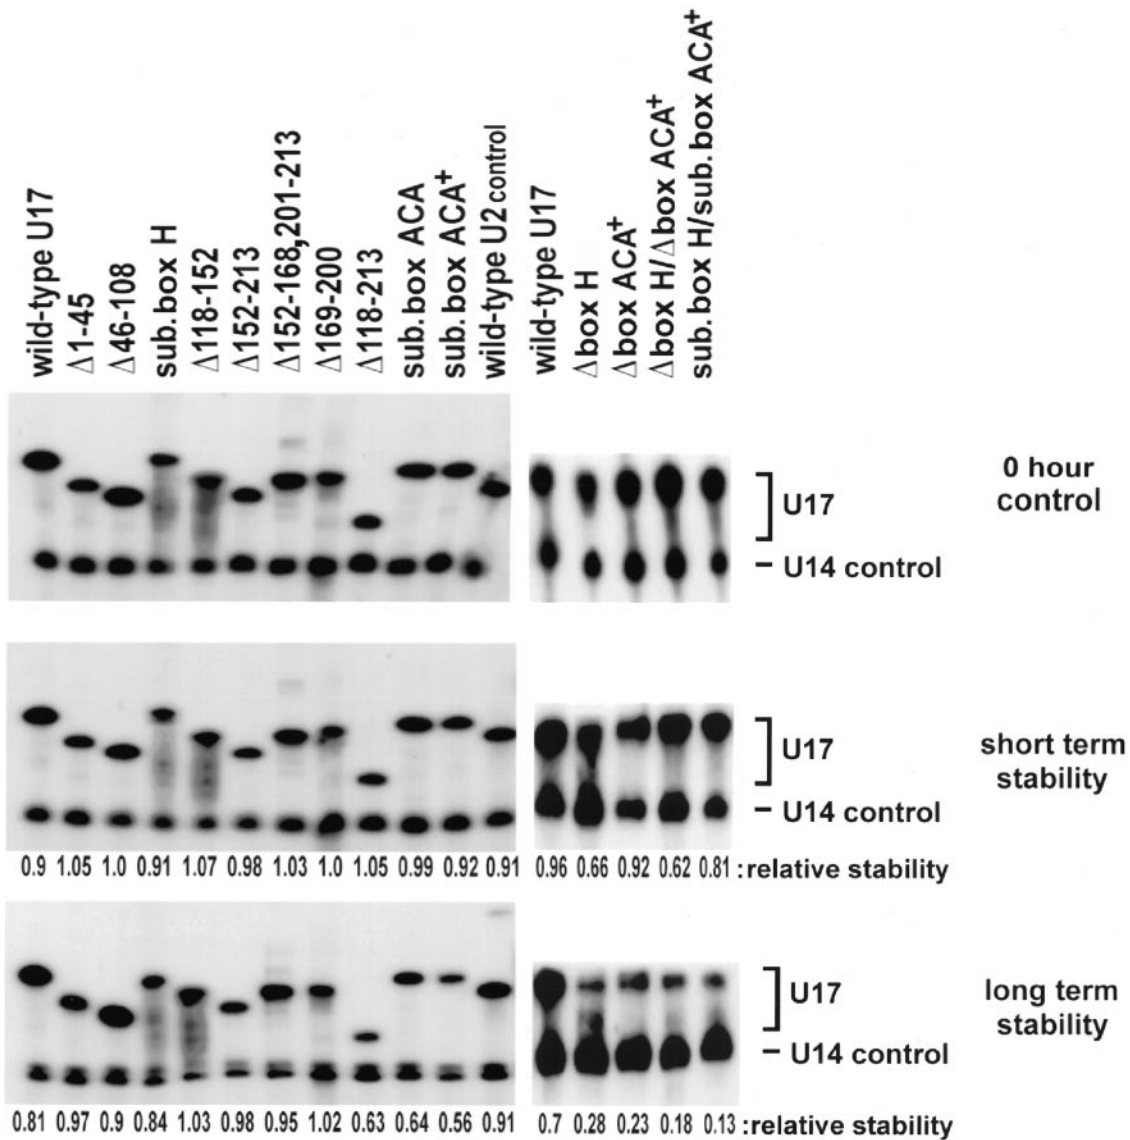 wild-type U17
Δ1-45
Δ46-108
sub. box H
Δ118-152
Δ152-213
Δ152-168,201-213
Δ169-200
Δ118-213
sub. box ACA
sub. box ACA+
wild-type U2 control
wild-type U17
Δbox H
Δbox ACA+
Δbox H/Δbox ACA+
sub. box H/sub. box ACA+
0 hour
control
U17
U14 control
short term
stability
U17
U14 control
0.9 1.05 1.0 0.91 1.07 0.98 1.03 1.0 1.05 0.99 0.92 0.91 0.96 0.66 0.92 0.62 0.81 :relative stability
long term
stability
U17
U14 control
0.81 0.97 0.9 0.84 1.03 0.98 0.95 1.02 0.63 0.64 0.56 0.91 0.7 0.28 0.23 0.18 0.13 :relative stability